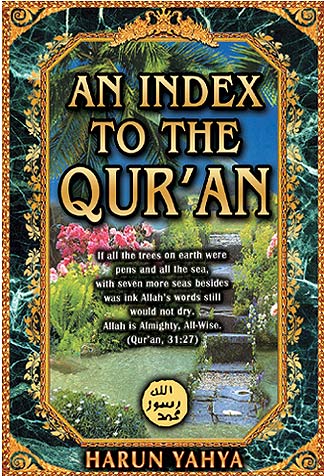 AN INDEX
TO THE
QUR'AN
If all the trees on earth were
pens and all the sea,
with seven more seas besides
was ink Allah's words still
would not dry.
Allah is Almighty, All-Wise.
(Qur'an, 31:27)
الله
رسول
محمد
HARUN YAHYA